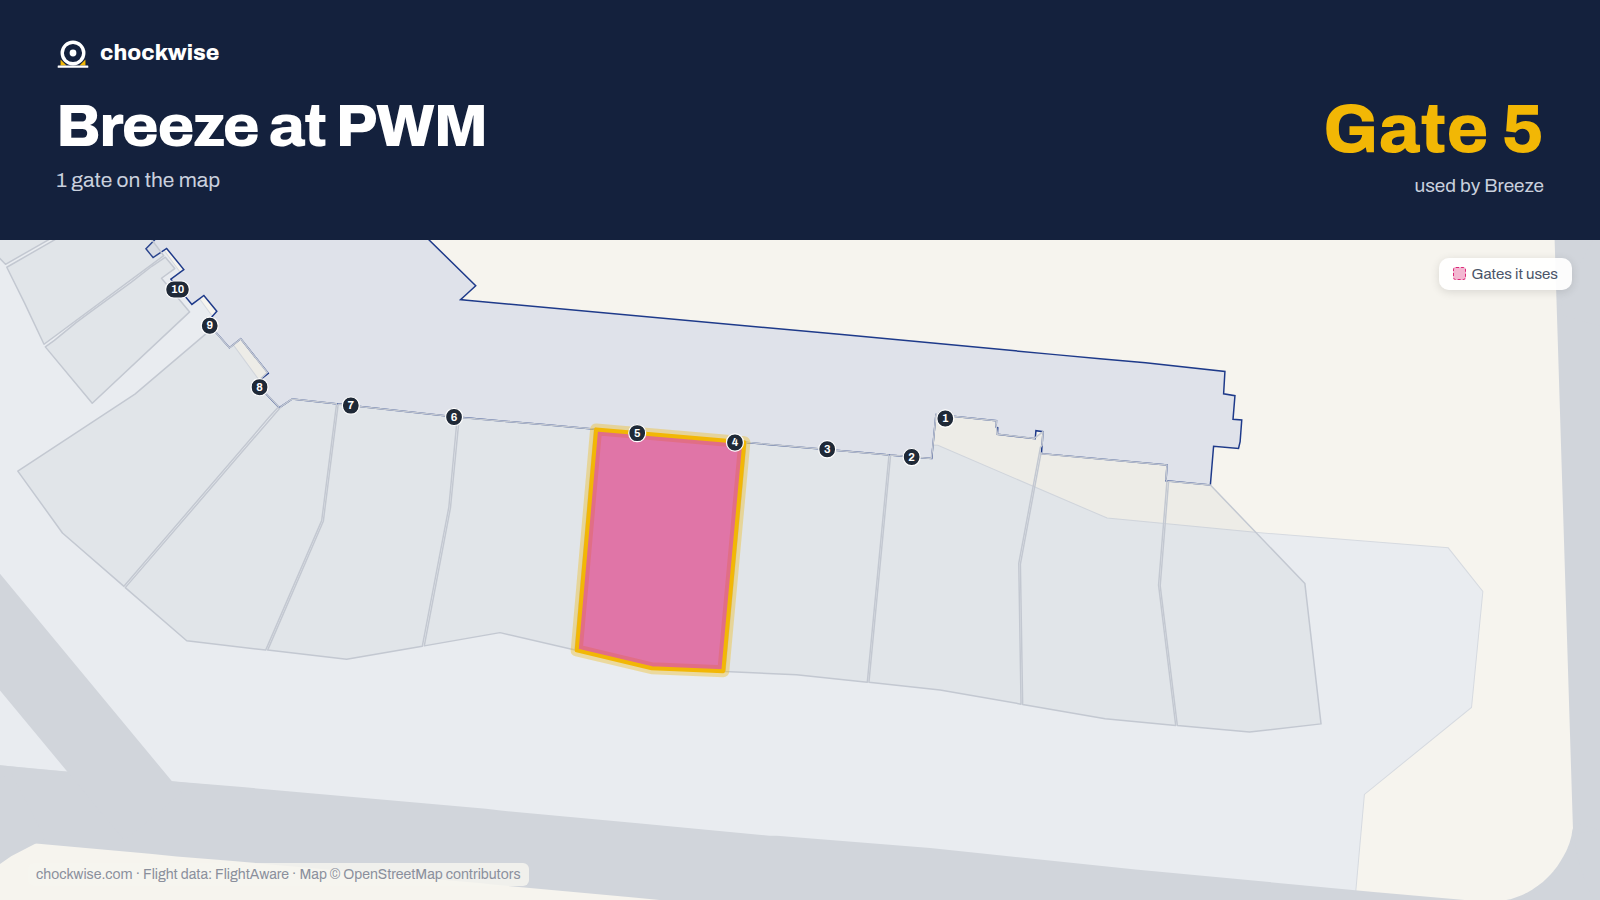 chockwise
Breeze at PWM
1 gate on the map
Gate 5
used by Breeze
Gates it uses
10
9
8
7
6
5
4
3
2
1
chockwise.com · Flight data: FlightAware · Map © OpenStreetMap contributors